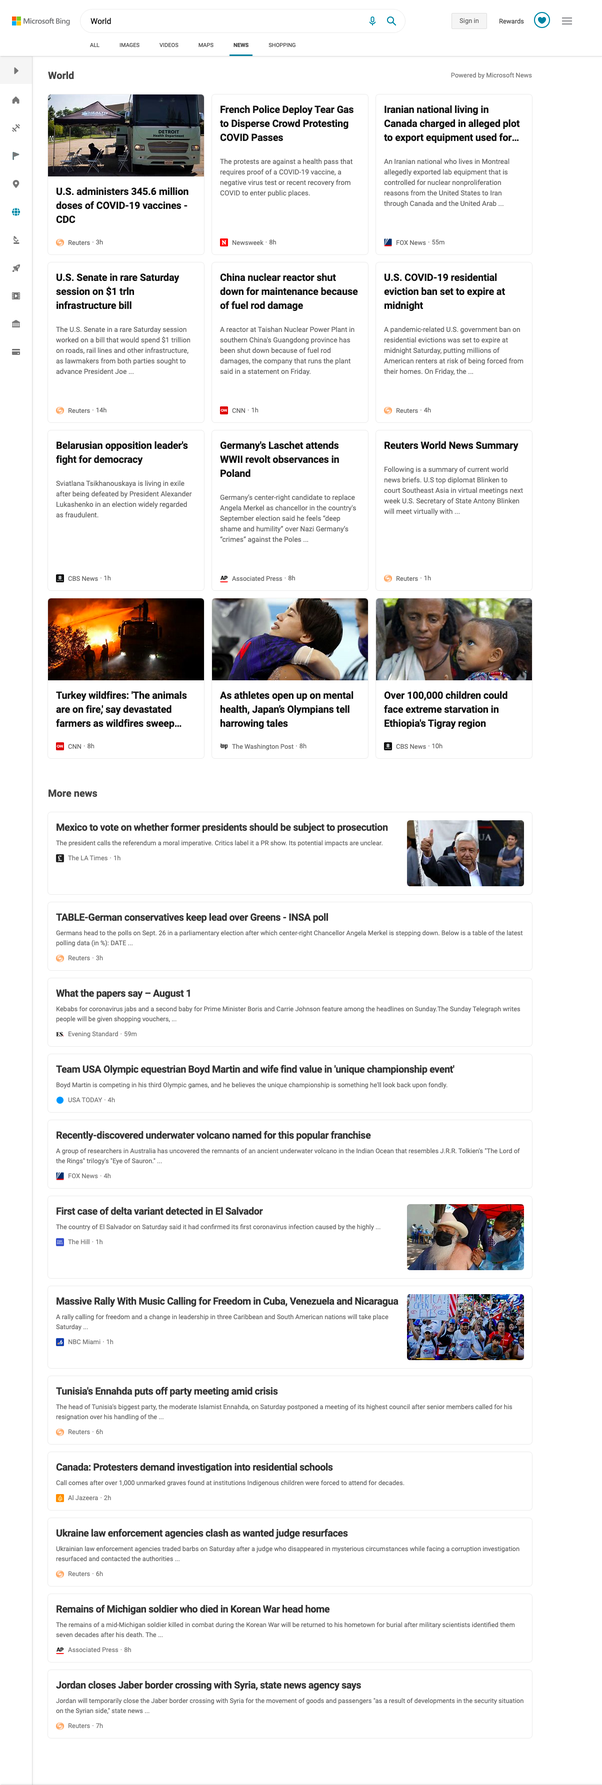 Microsoft Bing
World
Sign in
Rewards
ALL
IMAGES
VIDEOS
MAPS
NEWS
SHOPPING
World
Powered by Microsoft News
DETROIT
Health Department
U.S. administers 345.6 million
doses of COVID-19 vaccines -
CDC
Reuters · 3h
French Police Deploy Tear Gas
to Disperse Crowd Protesting
COVID Passes
The protests are against a health pass that
requires proof of a COVID-19 vaccine, a
negative virus test or recent recovery from
COVID to enter public places.
Newsweek · 8h
Iranian national living in
Canada charged in alleged plot
to export equipment used for...
An Iranian national who lives in Montreal
allegedly exported lab equipment that is
controlled for nuclear nonproliferation
reasons from the United States to Iran
through Canada and the United Arab ...
FOX News · 55m
U.S. Senate in rare Saturday
session on $1 trln
infrastructure bill
The U.S. Senate in a rare Saturday session
worked on a bill that would spend $1 trillion
on roads, rail lines and other infrastructure,
as lawmakers from both parties sought to
advance President Joe ...
Reuters · 14h
China nuclear reactor shut
down for maintenance because
of fuel rod damage
A reactor at Taishan Nuclear Power Plant in
southern China's Guangdong province has
been shut down because of fuel rod
damages, the company that runs the plant
said in a statement on Friday.
CNN · 1h
U.S. COVID-19 residential
eviction ban set to expire at
midnight
A pandemic-related U.S. government ban on
residential evictions was set to expire at
midnight Saturday, putting millions of
American renters at risk of being forced from
their homes. On Friday, the ...
Reuters · 4h
Belarusian opposition leader's
fight for democracy
Sviatlana Tsikhanouskaya is living in exile
after being defeated by President Alexander
Lukashenko in an election widely regarded
as fraudulent.
CBS News · 1h
Germany's Laschet attends
WWII revolt observances in
Poland
Germany's center-right candidate to replace
Angela Merkel as chancellor in the country's
September election said he feels "deep
shame and humility" over Nazi Germany's
"crimes" against the Poles ...
AP Associated Press · 8h
Reuters World News Summary
Following is a summary of current world
news briefs. U.S top diplomat Blinken to
court Southeast Asia in virtual meetings next
week U.S. Secretary of State Antony Blinken
will meet virtually with ...
Reuters · 1h
Turkey wildfires: 'The animals
are on fire,' say devastated
farmers as wildfires sweep...
CNN · 8h
As athletes open up on mental
health, Japan's Olympians tell
harrowing tales
wp The Washington Post · 8h
Over 100,000 children could
face extreme starvation in
Ethiopia's Tigray region
CBS News · 10h
More news
Mexico to vote on whether former presidents should be subject to prosecution
The president calls the referendum a moral imperative. Critics label it a PR show. Its potential impacts are unclear.
The LA Times · 1h
TABLE-German conservatives keep lead over Greens - INSA poll
Germans head to the polls on Sept. 26 in a parliamentary election after which center-right Chancellor Angela Merkel is stepping down. Below is a table of the latest
polling data (in %): DATE ...
Reuters · 3h
What the papers say – August 1
Kebabs for coronavirus jabs and a second baby for Prime Minister Boris and Carrie Johnson feature among the headlines on Sunday.The Sunday Telegraph writes
people will be given shopping vouchers, ...
ES. Evening Standard · 59m
Team USA Olympic equestrian Boyd Martin and wife find value in 'unique championship event'
Boyd Martin is competing in his third Olympic games, and he believes the unique championship is something he'll look back upon fondly.
USA TODAY · 4h
Recently-discovered underwater volcano named for this popular franchise
A group of researchers in Australia has uncovered the remnants of an ancient underwater volcano in the Indian Ocean that resembles J.R.R. Tolkien's "The Lord of
the Rings" trilogy's "Eye of Sauron." ...
FOX News · 4h
First case of delta variant detected in El Salvador
The country of El Salvador on Saturday said it had confirmed its first coronavirus infection caused by the highly ...
The Hill · 1h
Massive Rally With Music Calling for Freedom in Cuba, Venezuela and Nicaragua
A rally calling for freedom and a change in leadership in three Caribbean and South American nations will take place
Saturday ...
NBC Miami · 1h
Tunisia's Ennahda puts off party meeting amid crisis
The head of Tunisia's biggest party, the moderate Islamist Ennahda, on Saturday postponed a meeting of its highest council after senior members called for his
resignation over his handling of the ...
Reuters · 6h
Canada: Protesters demand investigation into residential schools
Call comes after over 1,000 unmarked graves found at institutions Indigenous children were forced to attend for decades.
Al Jazeera · 2h
Ukraine law enforcement agencies clash as wanted judge resurfaces
Ukrainian law enforcement agencies traded barbs on Saturday after a judge who disappeared in mysterious circumstances while facing a corruption investigation
resurfaced and contacted the authorities ...
Reuters · 6h
Remains of Michigan soldier who died in Korean War head home
The remains of a mid-Michigan soldier killed in combat during the Korean War will be returned to his hometown for burial after military scientists identified them
seven decades after his death. The ...
AP Associated Press · 8h
Jordan closes Jaber border crossing with Syria, state news agency says
Jordan will temporarily close the Jaber border crossing with Syria for the movement of goods and passengers "as a result of developments in the security situation
on the Syrian side," state news ...
Reuters · 7h